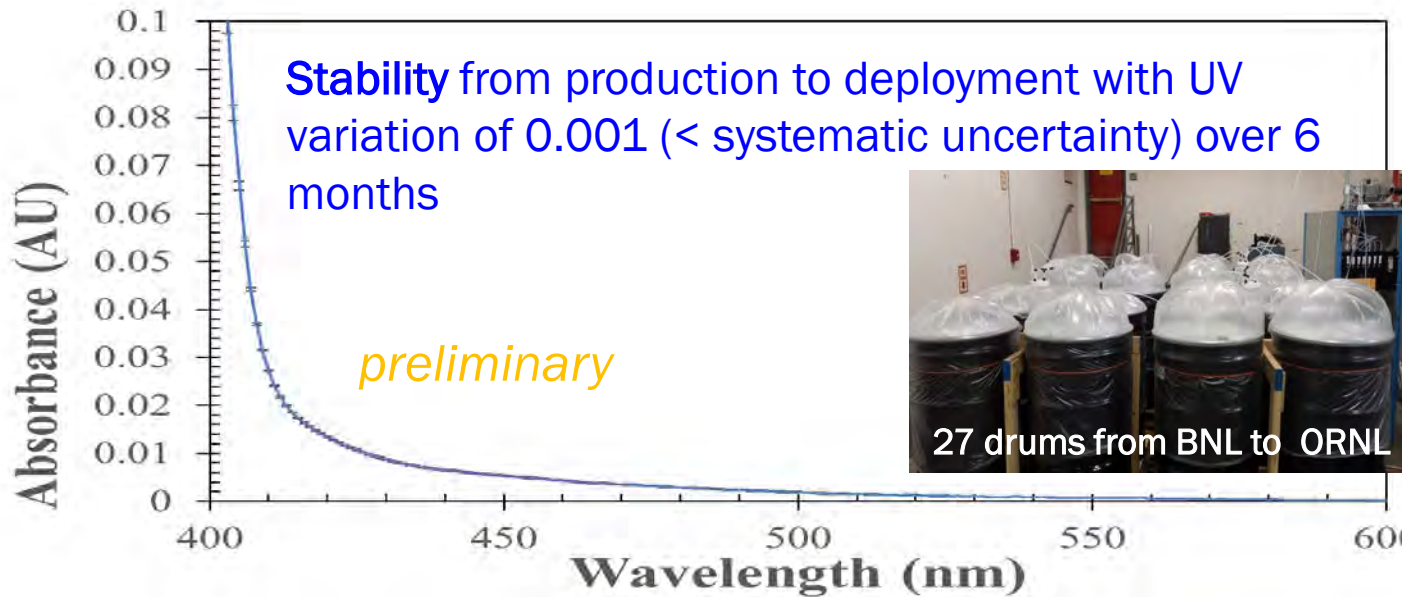 0.1
0.09
0.08
0.07
0.06
0.05
0.04
0.03
0.02
0.01
0
Absorbance (AU)
Stability from production to deployment with UV
variation of 0.001 (< systematic uncertainty) over 6
months
preliminary
27 drums from BNL to ORNL
400 450 500 550 600
Wavelength (nm)